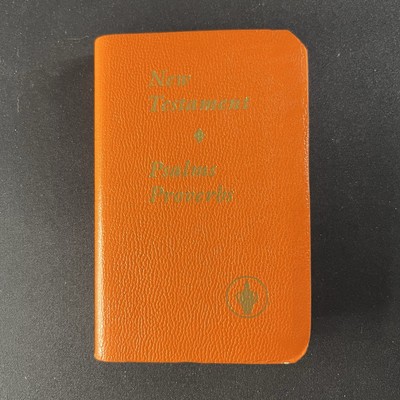 New
Testament
Psalms
Proverbs